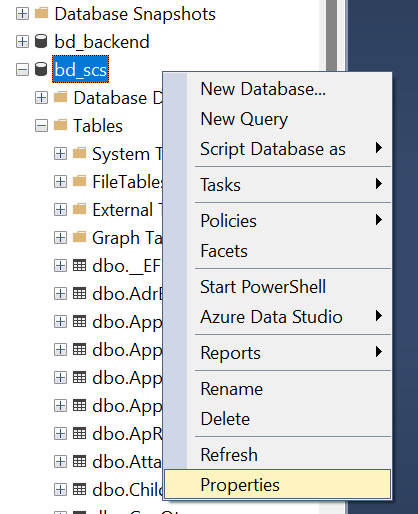 Database Snapshots
bd_backend
bd_scs
Database D
Tables
System T
FileTables
External T
Graph Ta
dbo.__EF
dbo.AdrE
dbo.App
dbo.App
dbo.App
dbo.App
dbo.ApR
dbo.Atta
dbo.Child
New Database...
New Query
Script Database as
Tasks
Policies
Facets
Start PowerShell
Azure Data Studio
Reports
Rename
Delete
Refresh
Properties